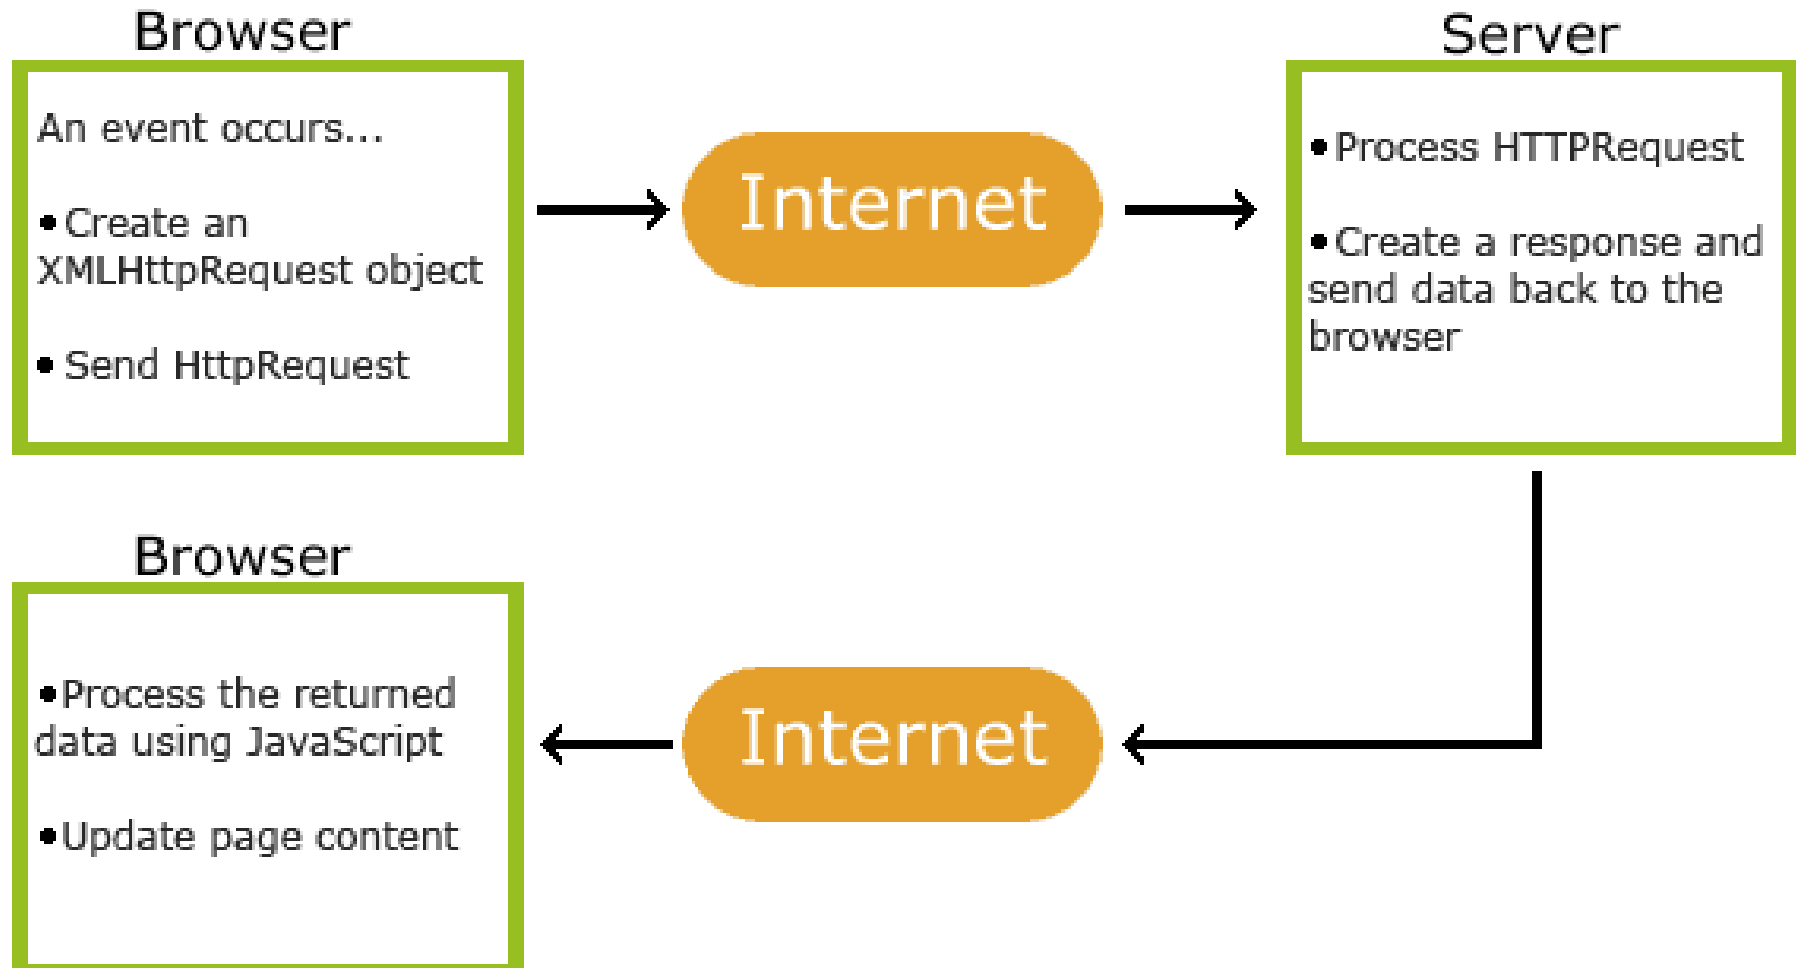 Browser
An event occurs...
•Create an
XMLHttpRequest object
• Send HttpRequest
Internet
Server
•Process HTTPRequest
•Create a response and
send data back to the
browser
Browser
•Process the returned
data using JavaScript
•Update page content
Internet